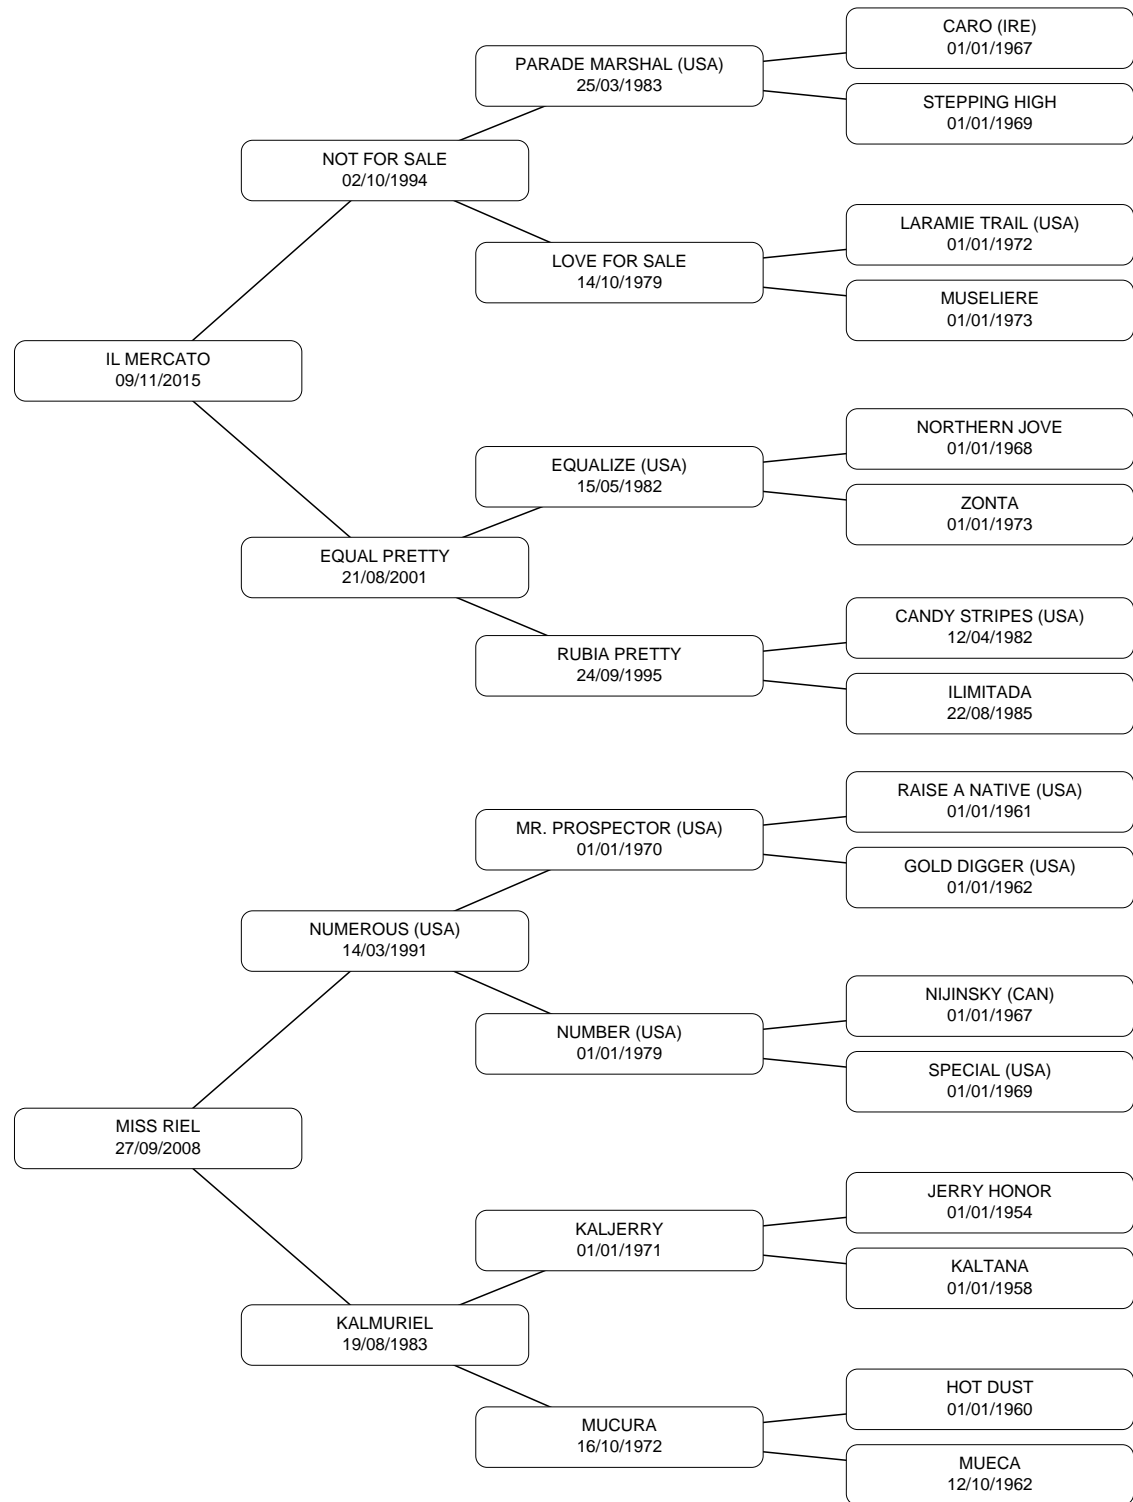 CARO (IRE)
01/01/1967
PARADE MARSHAL (USA)
25/03/1983
STEPPING HIGH
01/01/1969
NOT FOR SALE
02/10/1994
LARAMIE TRAIL (USA)
01/01/1972
LOVE FOR SALE
14/10/1979
MUSELIERE
01/01/1973
IL MERCATO
09/11/2015
NORTHERN JOVE
01/01/1968
EQUALIZE (USA)
15/05/1982
ZONTA
01/01/1973
EQUAL PRETTY
21/08/2001
CANDY STRIPES (USA)
12/04/1982
RUBIA PRETTY
24/09/1995
ILIMITADA
22/08/1985
RAISE A NATIVE (USA)
01/01/1961
MR. PROSPECTOR (USA)
01/01/1970
GOLD DIGGER (USA)
01/01/1962
NUMEROUS (USA)
14/03/1991
NIJINSKY (CAN)
01/01/1967
NUMBER (USA)
01/01/1979
SPECIAL (USA)
01/01/1969
MISS RIEL
27/09/2008
JERRY HONOR
01/01/1954
KALJERRY
01/01/1971
KALTANA
01/01/1958
KALMURIEL
19/08/1983
HOT DUST
01/01/1960
MUCURA
16/10/1972
MUECA
12/10/1962